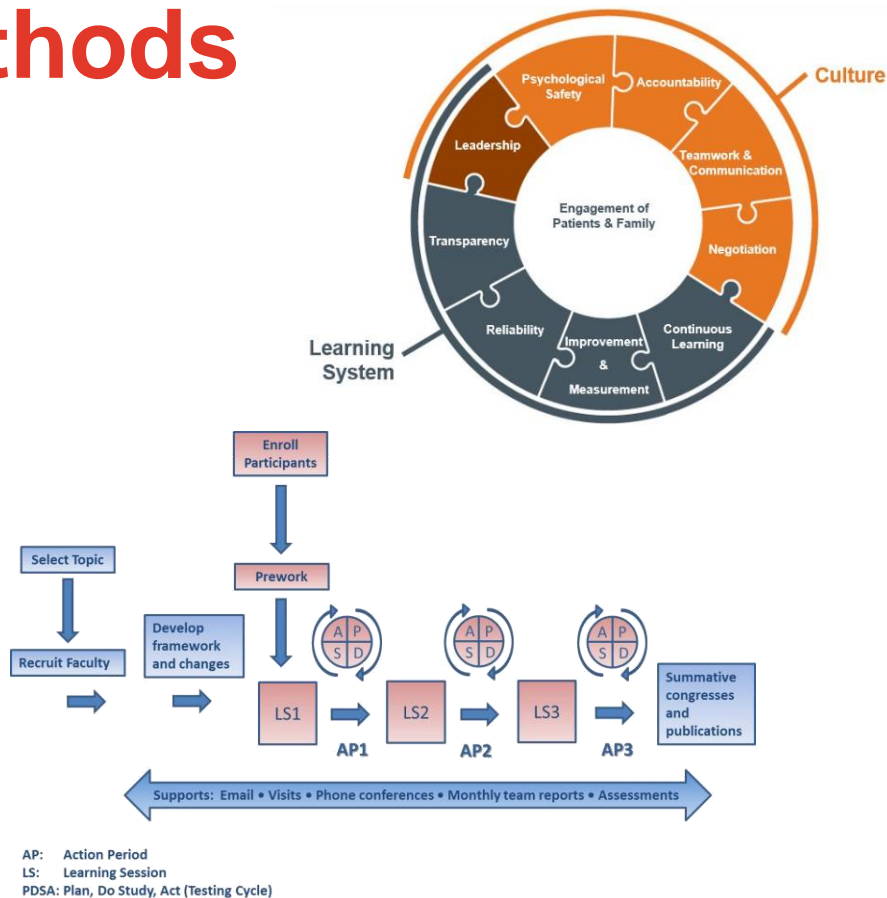 thods
Psychological
Safety
Accountability
Culture
Leadership
Teamwork &
Communication
Engagement of
Patients & Family
Transparency
Negotiation
Reliability
Improvement
&
Measurement
Continuous
Learning
Learning
System
Enroll
Participants
Select Topic
Prework
Recruit Faculty
Develop
framework
and changes
A P
S D
A P
S D
A P
S D
LS1
LS2
LS3
Summative
congresses
and
publications
AP1
AP2
AP3
Supports: Email • Visits • Phone conferences • Monthly team reports • Assessments
AP: Action Period
LS: Learning Session
PDSA: Plan, Do Study, Act (Testing Cycle)